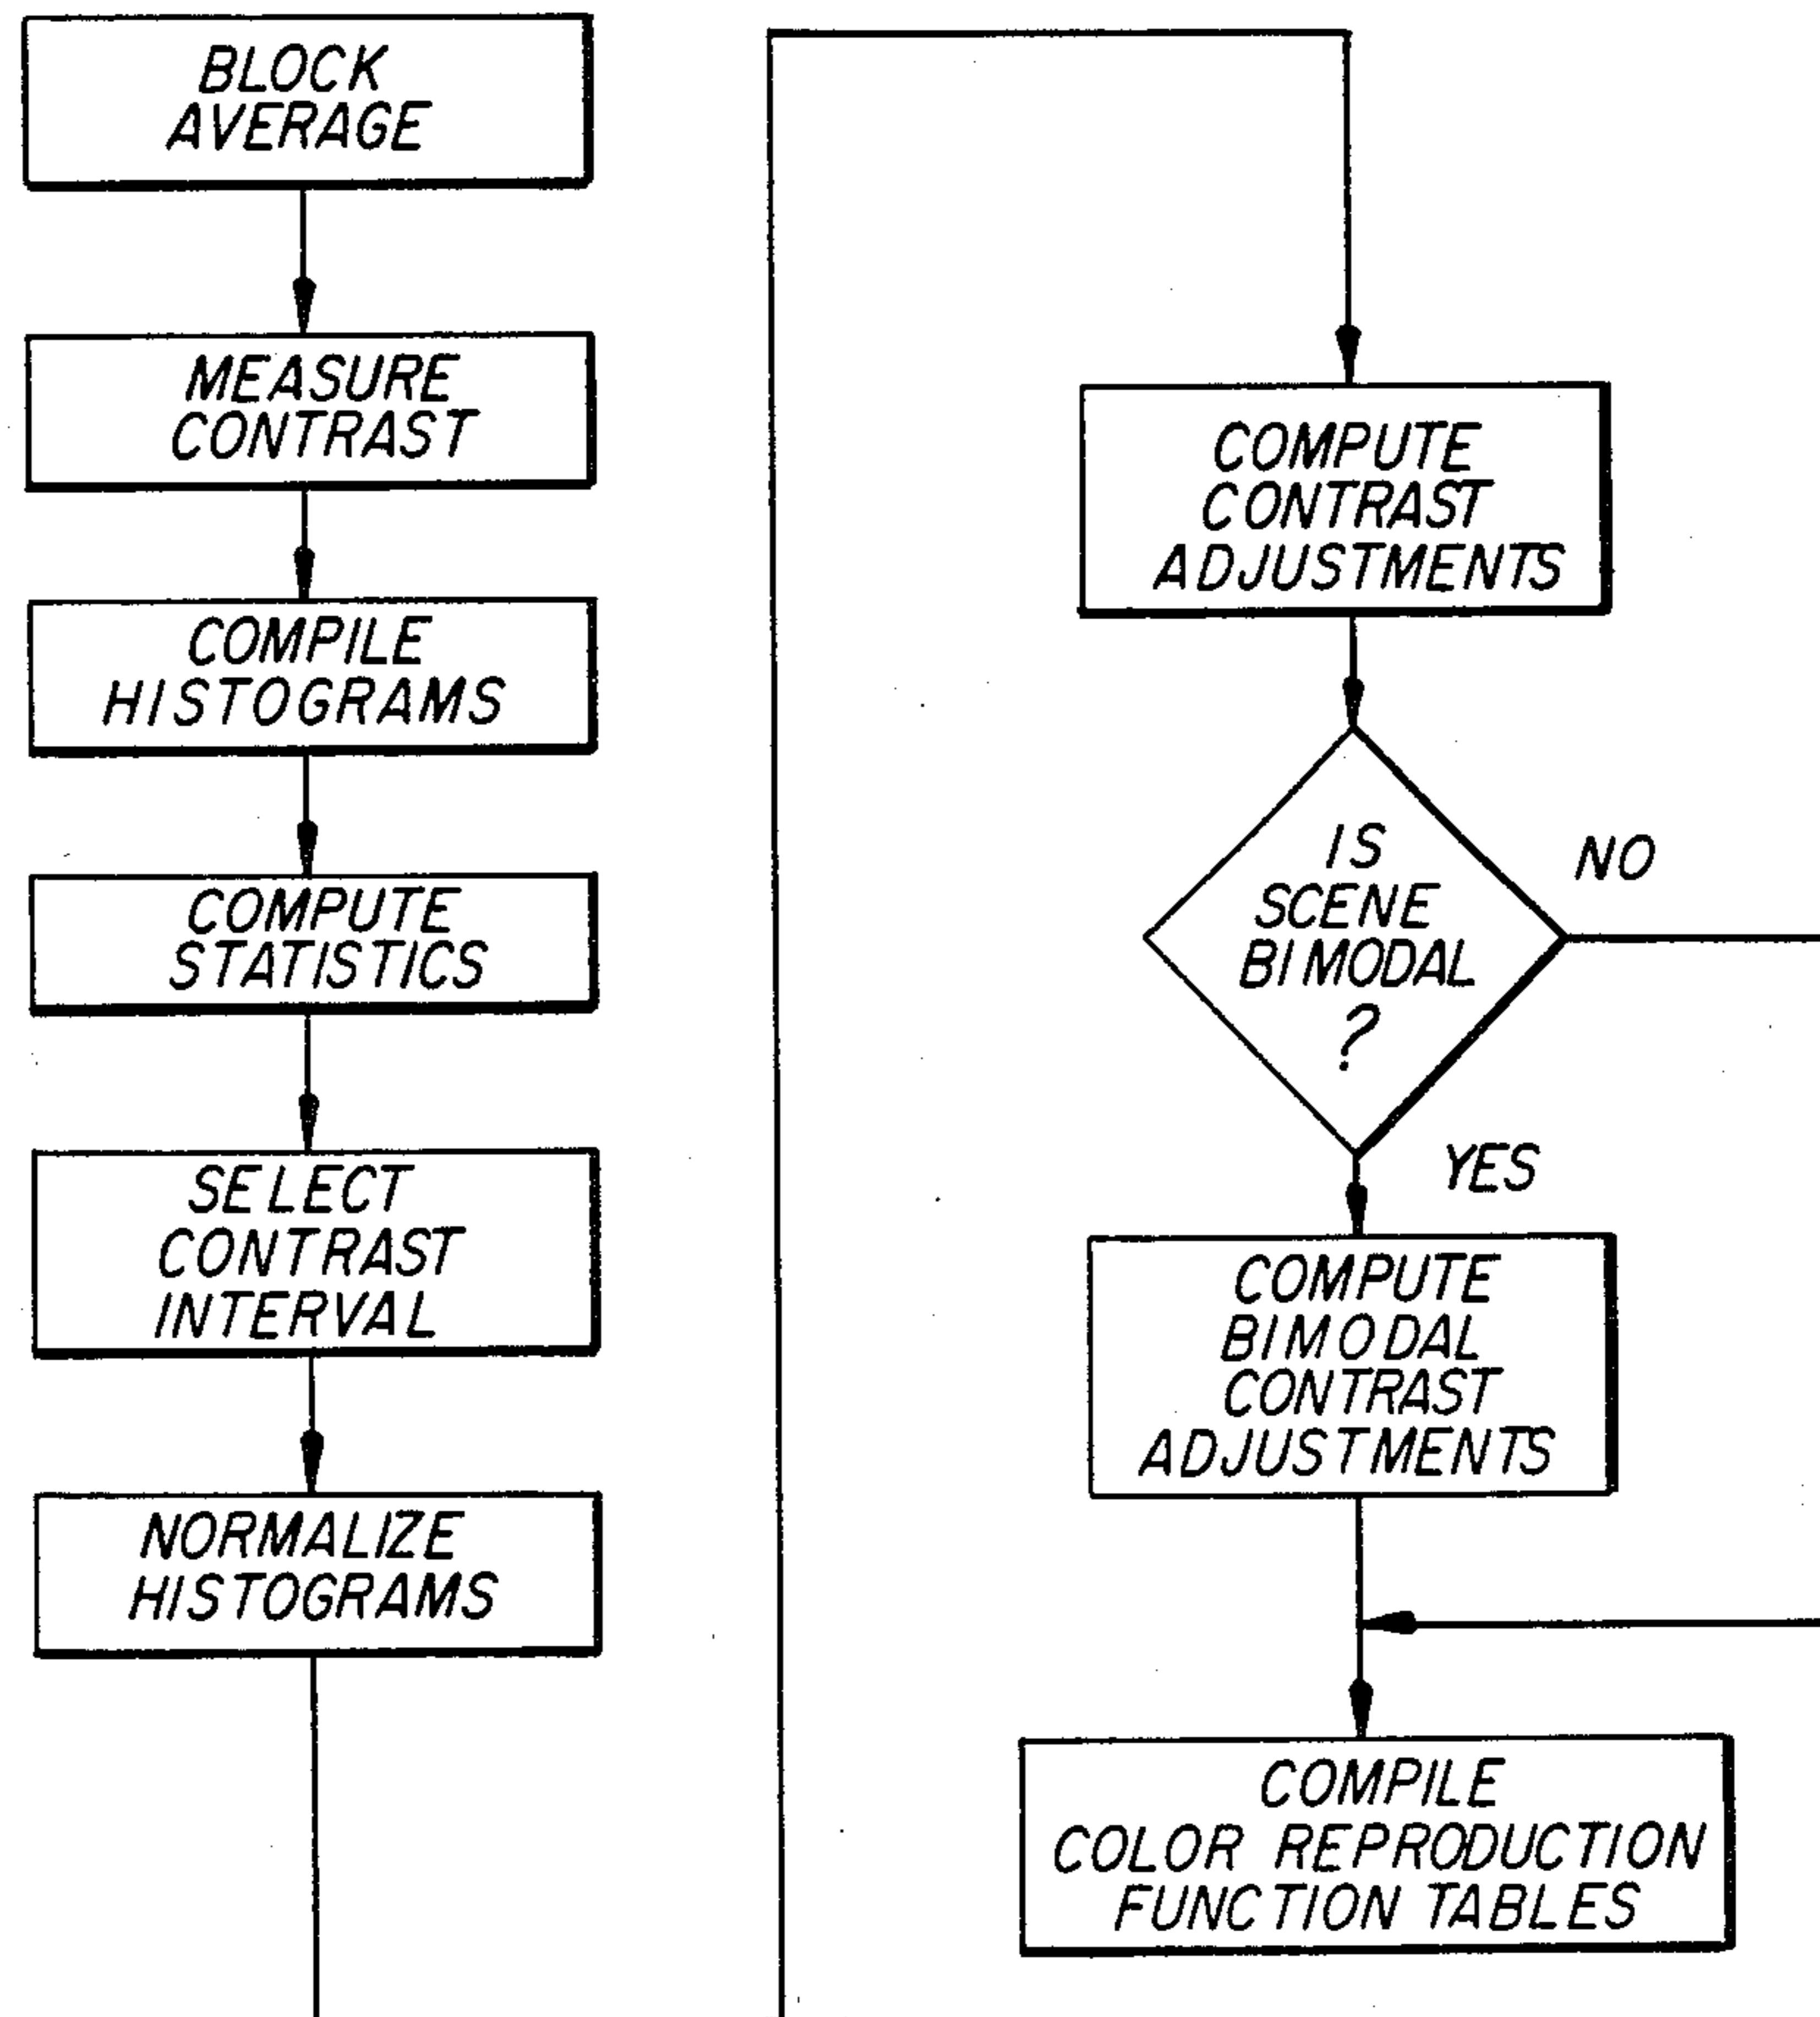 BLOCK
AVERAGE
MEASURE
CONTRAST
COMPILE
HISTOGRAMS
COMPUTE
STATISTICS
SELECT
CONTRAST
INTERVAL
NORMALIZE
HISTOGRAMS
COMPUTE
CONTRAST
ADJUSTMENTS
IS
SCENE
BIMODAL
?
NO
YES
COMPUTE
BIMODAL
CONTRAST
ADJUSTMENTS
COMPILE
COLOR REPRODUCTION
FUNCTION TABLES